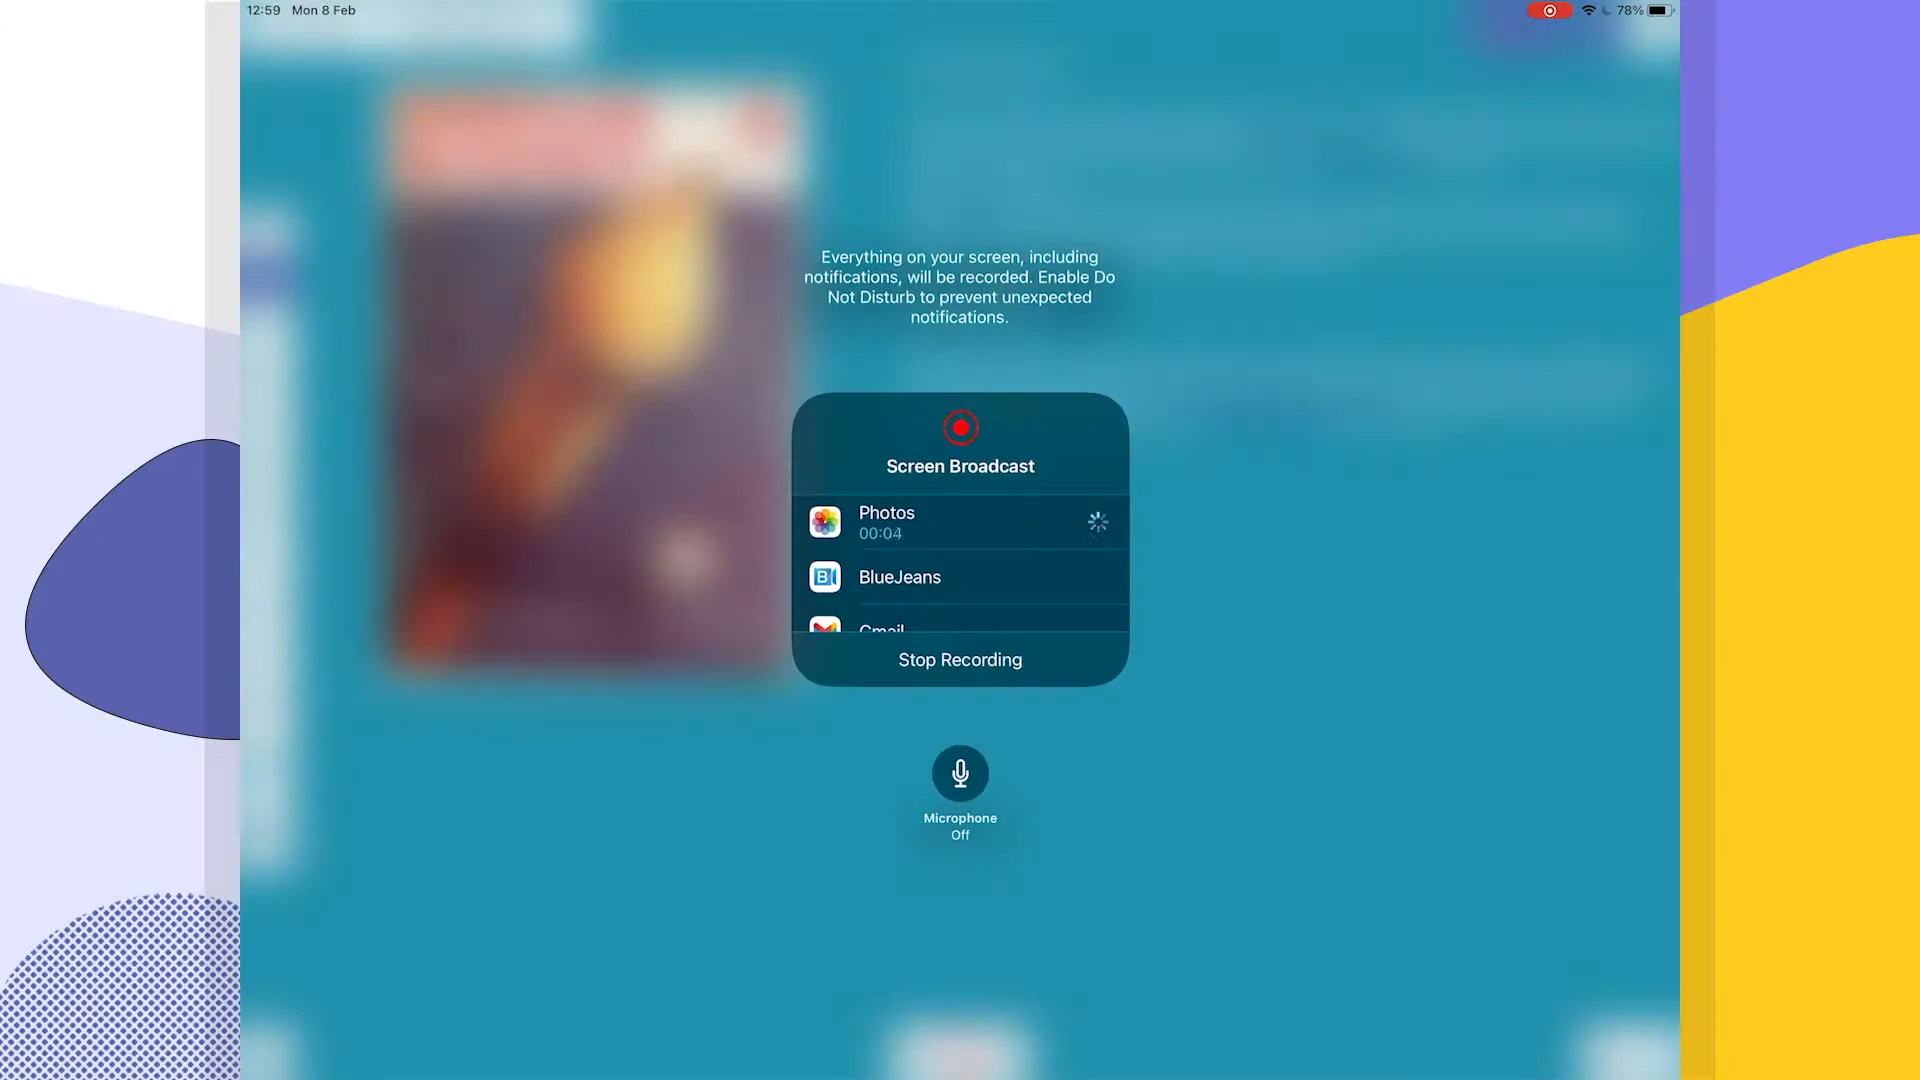 12:59 Mon 8 Feb
78%
Everything on your screen, including
notifications, will be recorded. Enable Do
Not Disturb to prevent unexpected
notifications.
Screen Broadcast
Photos
00:04
BlueJeans
Gmail
Stop Recording
Microphone
Off